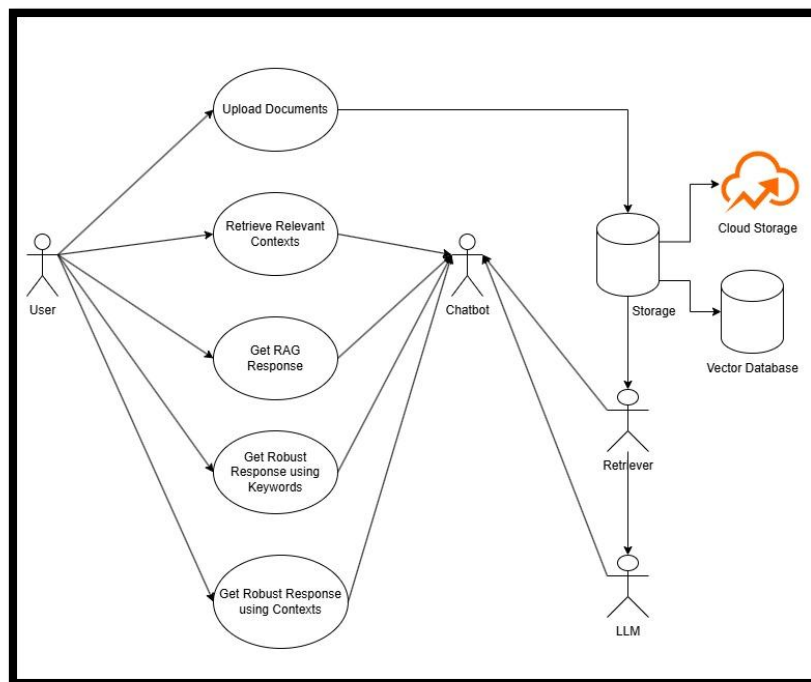 Upload Documents
Retrieve Relevant
Contexts
Cloud Storage
User
Chatbot
Storage
Get RAG
Response
Vector Database
Get Robust
Response using
Keywords
Retriever
Get Robust Response
using Contexts
LLM